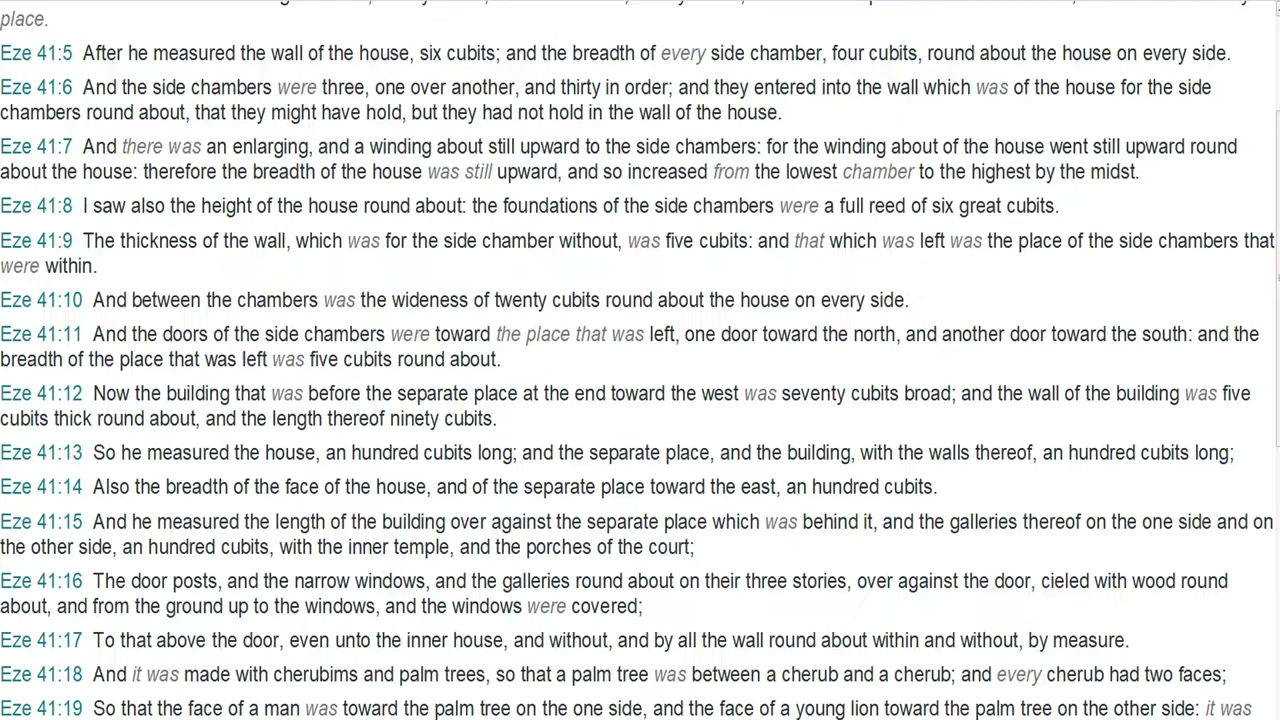 place.
Eze 41:5 After he measured the wall of the house, six cubits; and the breadth of every side chamber, four cubits, round about the house on every side.
Eze 41:6 And the side chambers were three, one over another, and thirty in order; and they entered into the wall which was of the house for the side
chambers round about, that they might have hold, but they had not hold in the wall of the house.
Eze 41:7 And there was an enlarging, and a winding about still upward to the side chambers: for the winding about of the house went still upward round
about the house: therefore the breadth of the house was still upward, and so increased from the lowest chamber to the highest by the midst.
Eze 41:8 I saw also the height of the house round about: the foundations of the side chambers were a full reed of six great cubits.
Eze 41:9 The thickness of the wall, which was for the side chamber without, was five cubits: and that which was left was the place of the side chambers that
were within.
Eze 41:10 And between the chambers was the wideness of twenty cubits round about the house on every side.
Eze 41:11 And the doors of the side chambers were toward the place that was left, one door toward the north, and another door toward the south: and the
breadth of the place that was left was five cubits round about.
Eze 41:12 Now the building that was before the separate place at the end toward the west was seventy cubits broad; and the wall of the building was five
cubits thick round about, and the length thereof ninety cubits.
Eze 41:13 So he measured the house, an hundred cubits long; and the separate place, and the building, with the walls thereof, an hundred cubits long;
Eze 41:14 Also the breadth of the face of the house, and of the separate place toward the east, an hundred cubits.
Eze 41:15 And he measured the length of the building over against the separate place which was behind it, and the galleries thereof on the one side and on
the other side, an hundred cubits, with the inner temple, and the porches of the court;
Eze 41:16 The door posts, and the narrow windows, and the galleries round about on their three stories, over against the door, cieled with wood round
about, and from the ground up to the windows, and the windows were covered;
Eze 41:17 To that above the door, even unto the inner house, and without, and by all the wall round about within and without, by measure.
Eze 41:18 And it was made with cherubims and palm trees, so that a palm tree was between a cherub and a cherub; and every cherub had two faces;
Eze 41:19 So that the face of a man was toward the palm tree on the one side, and the face of a young lion toward the palm tree on the other side: it was